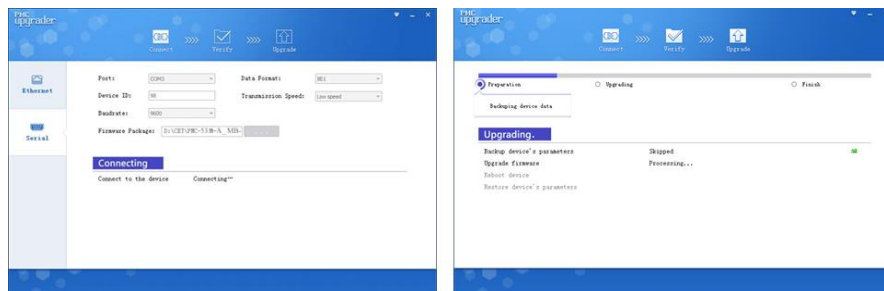 PMC
upgrader
Connect
Verify
Upgrade
Ethernet
Serial
Port:
COM3
Data Format:
8E1
Device ID:
Transmission Speed:
Low-speed
Baudrate:
9600
Firmware Package:
Connecting
Connect to the device Connecting…
PMC
upgrader
Connect
Verify
Upgrade
Preparation
Upgrading
Finish
Backuping device data
Upgrading.
Backup device's parameters Skipped
Upgrade firmware Processing...
Reboot device
Restore device's parameters